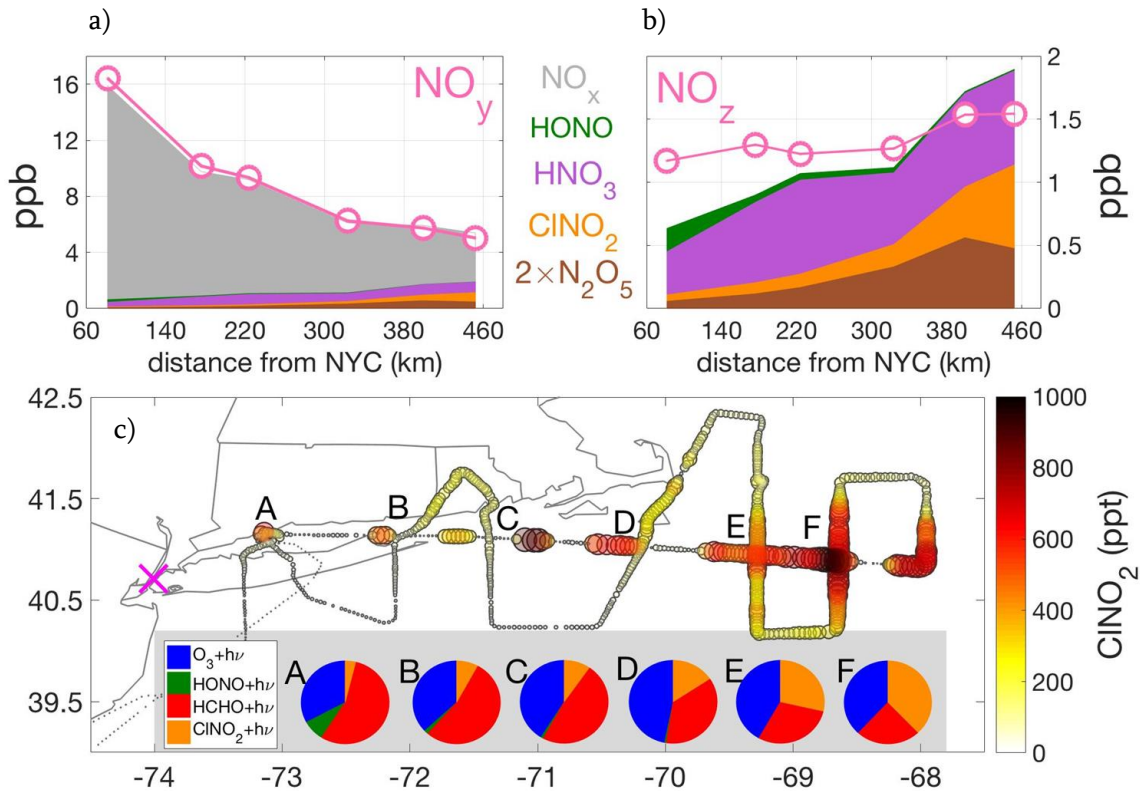 a)
b)
NOy
16
12
8
4
0
ppb
60 140 220 300 380 460
distance from NYC (km)
NOx
HONO
HNO3
ClNO2
2×N2O5
NOz
2
1.5
1
0.5
0
ppb
60 140 220 300 380 460
distance from NYC (km)
c)
42.5
41.5
40.5
39.5
A B C D E F
O3+hν
HONO+hν
HCHO+hν
ClNO2+hν
A B C D E F
-74 -73 -72 -71 -70 -69 -68
1000
800
600
400
200
0
ClNO2 (ppt)